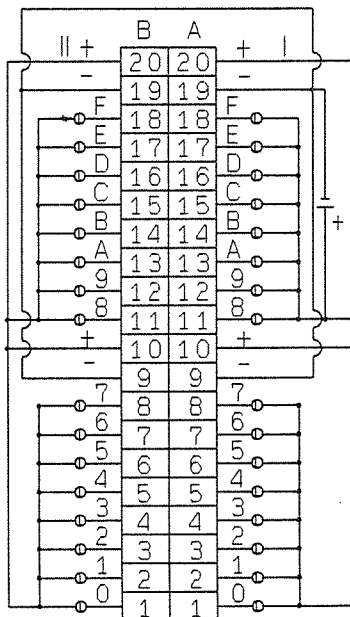 B A
II + 20 20 + I
− 19 19 −
F 18 18 F
E 17 17 E
D 16 16 D
C 15 15 C
B 14 14 B
A 13 13 A
9 12 12 9
8 11 11 8
+ 10 10 +
− 9 9 −
7 8 8 7
6 7 7 6
5 6 6 5
4 5 5 4
3 4 4 3
2 3 3 2
1 2 2 1
0 1 1 0
+